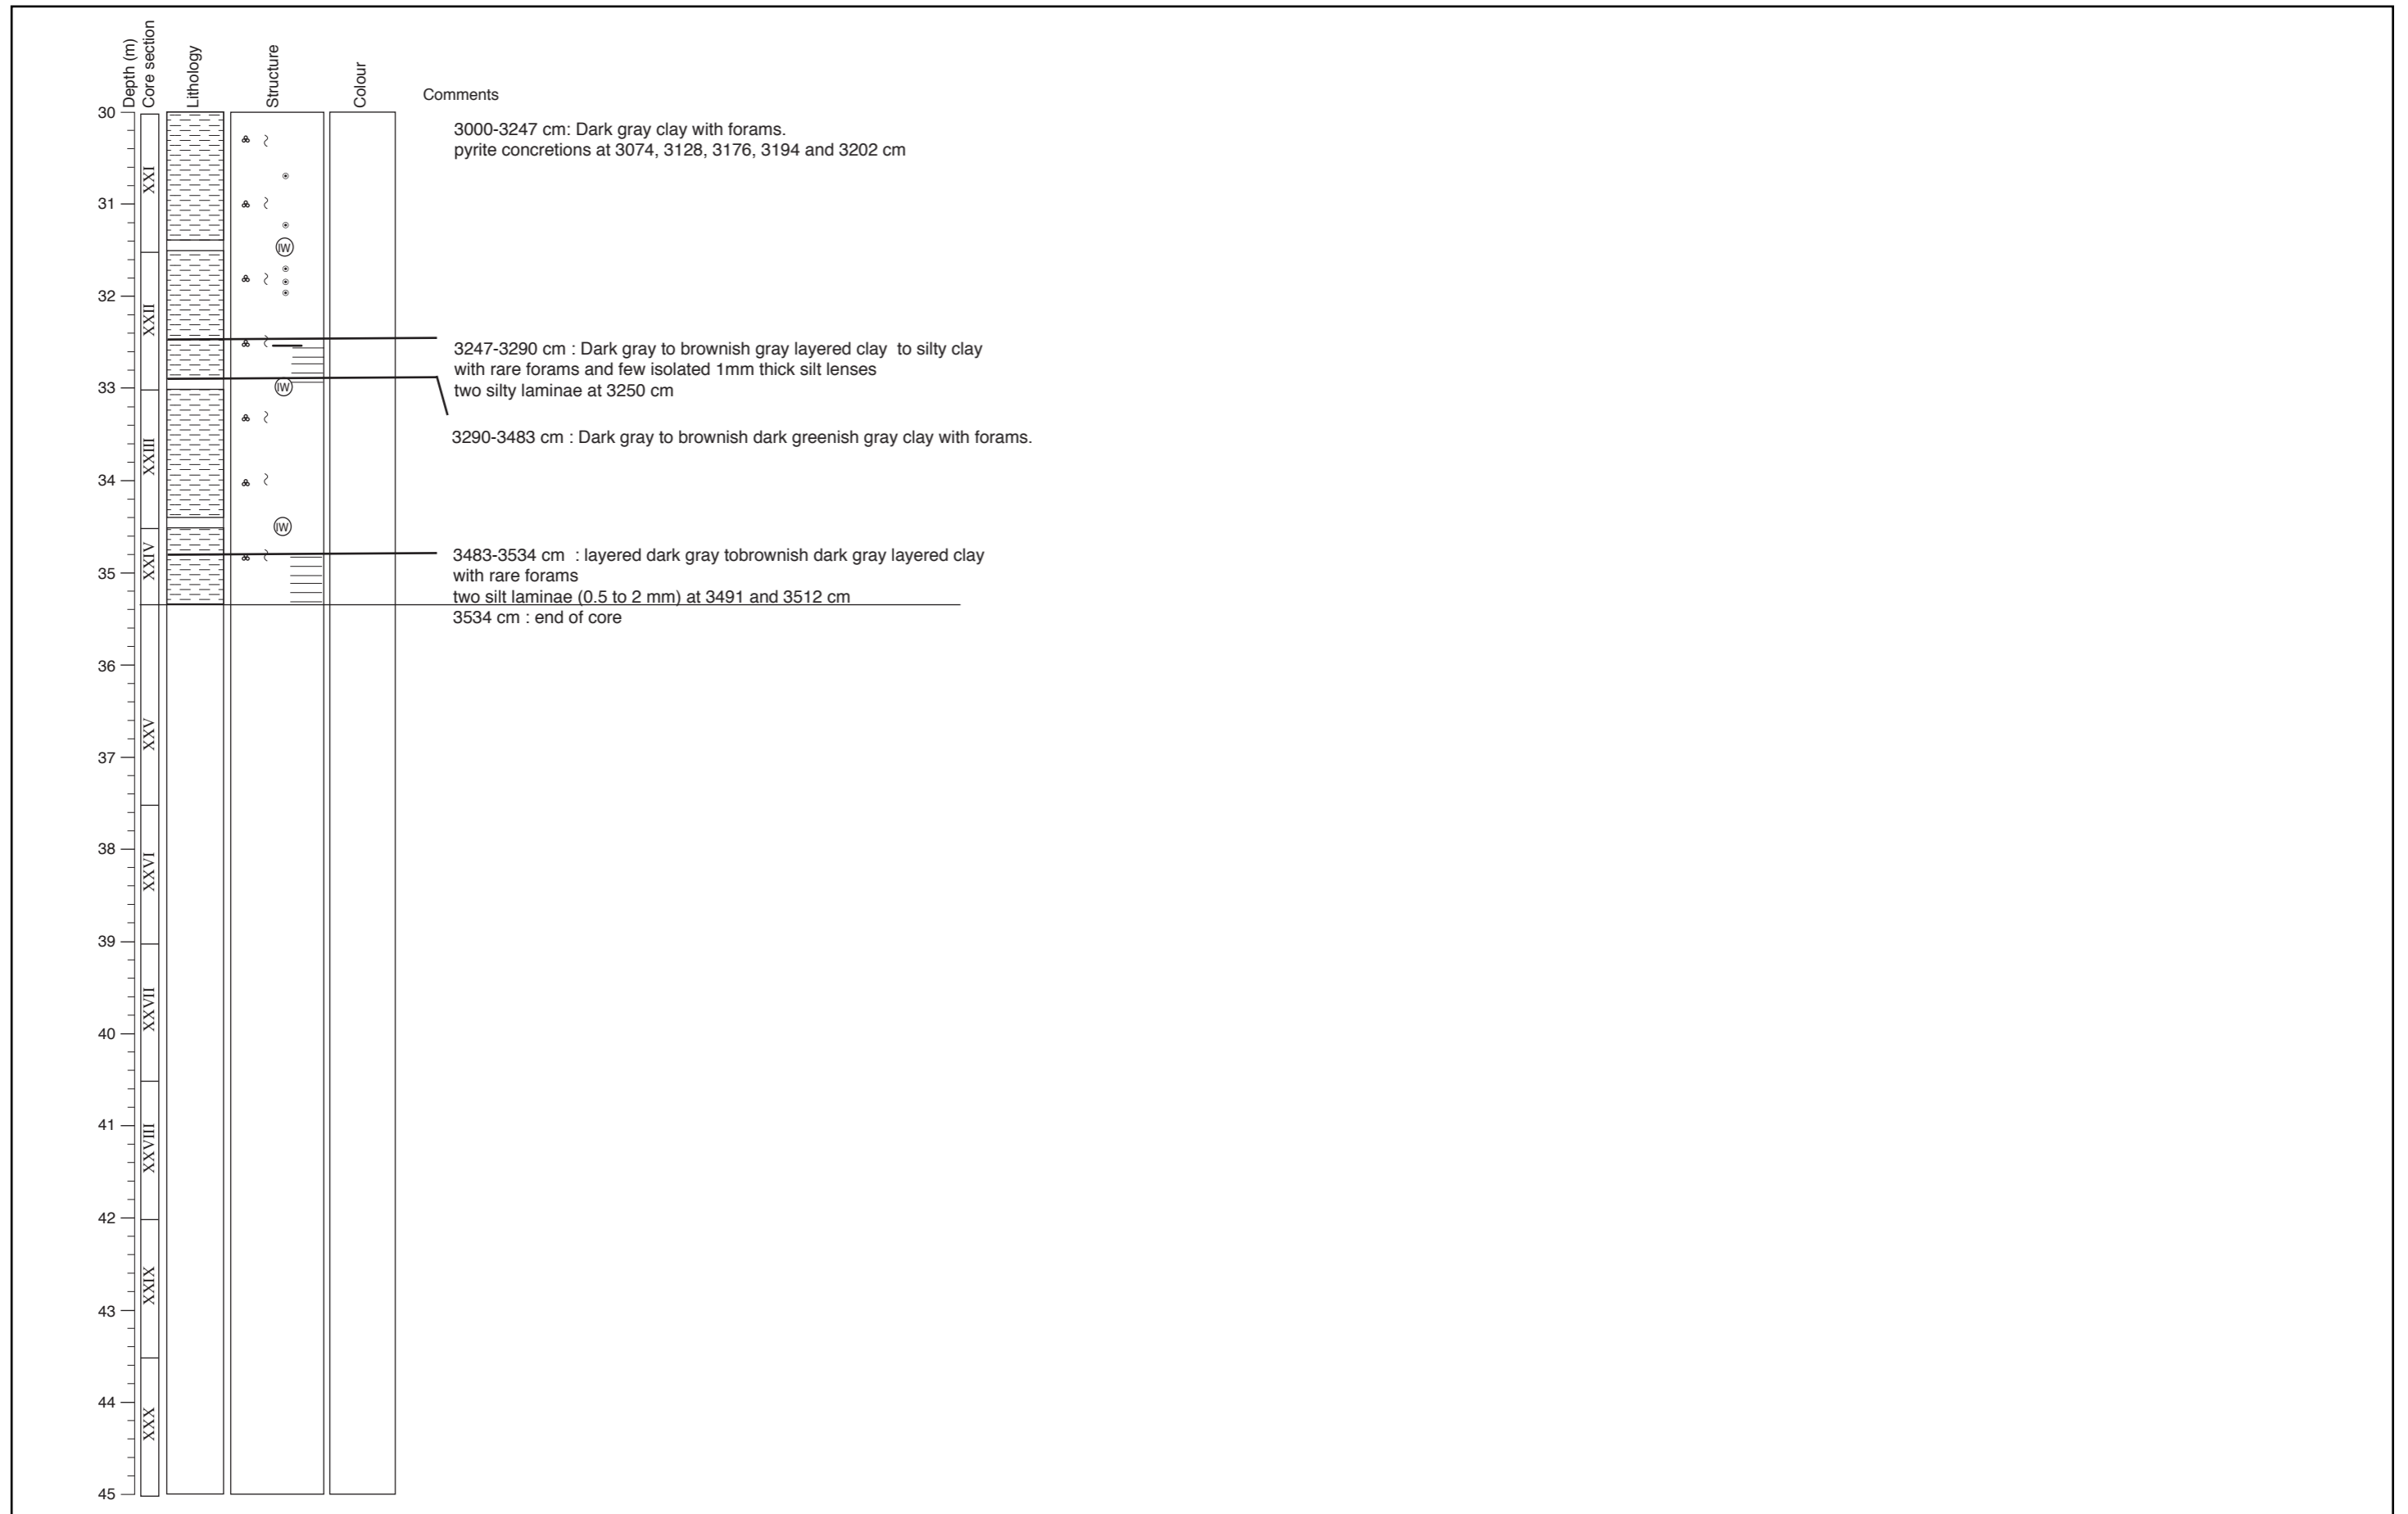 Depth (m)
Core section
Lithology
Structure
Colour
Comments
30
31
32
33
34
35
36
37
38
39
40
41
42
43
44
45
XXI
XXII
XXIII
XXIV
XXV
XXVI
XXVII
XXVIII
XXIX
XXX
IW
IW
IW
3000-3247 cm: Dark gray clay with forams.
pyrite concretions at 3074, 3128, 3176, 3194 and 3202 cm
3247-3290 cm : Dark gray to brownish gray layered clay  to silty clay
with rare forams and few isolated 1mm thick silt lenses
two silty laminae at 3250 cm
3290-3483 cm : Dark gray to brownish dark greenish gray clay with forams.
3483-3534 cm  : layered dark gray tobrownish dark gray layered clay
with rare forams
two silt laminae (0.5 to 2 mm) at 3491 and 3512 cm
3534 cm : end of core